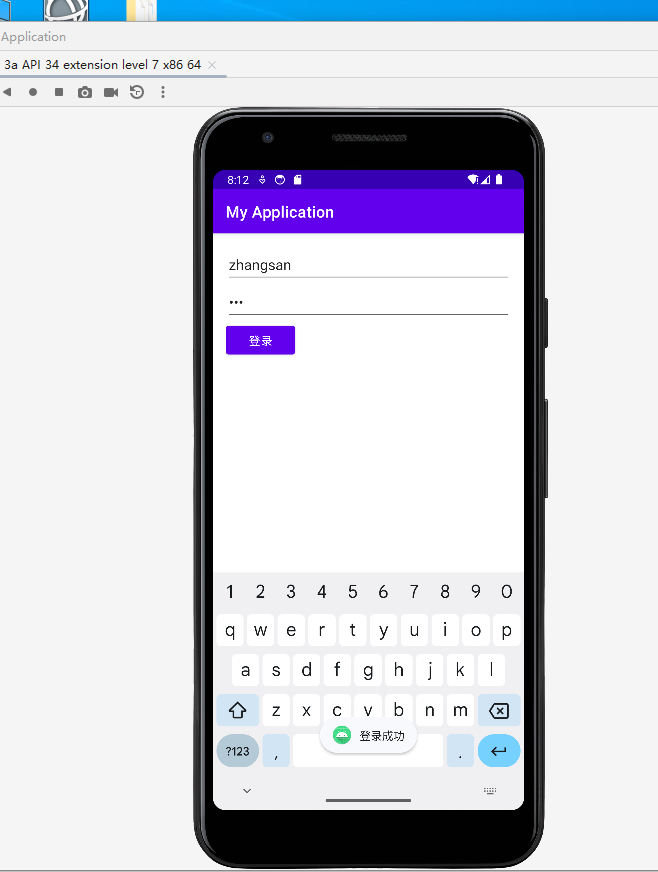 Application
3a API 34 extension level 7 x86 64
8:12
My Application
zhangsan
•••
登录
1 2 3 4 5 6 7 8 9 0
q w e r t y u i o p
a s d f g h j k l
z x c v b n m
?123 , .
登录成功